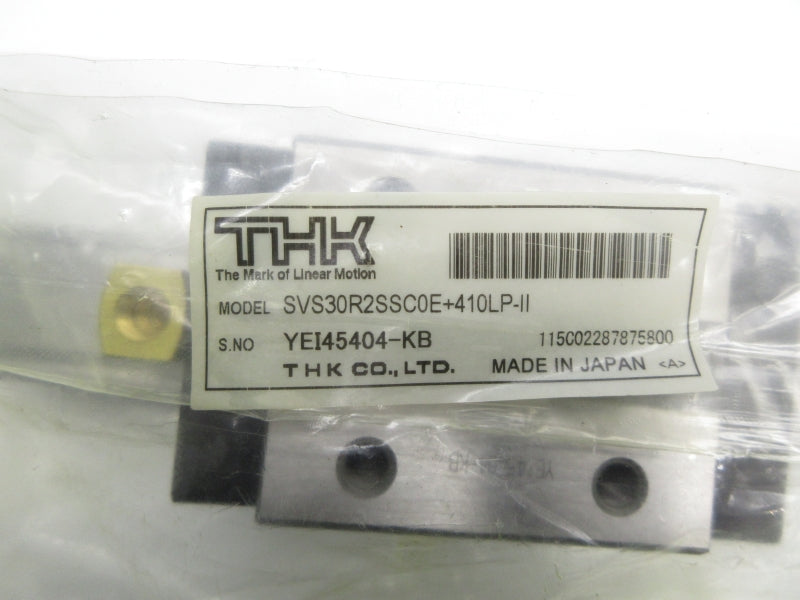 THK
The Mark of Linear Motion
MODEL SVS30R2SSC0E+410LP-II
S.NO YEI45404-KB
115C02287875800
THK CO., LTD. MADE IN JAPAN <A>